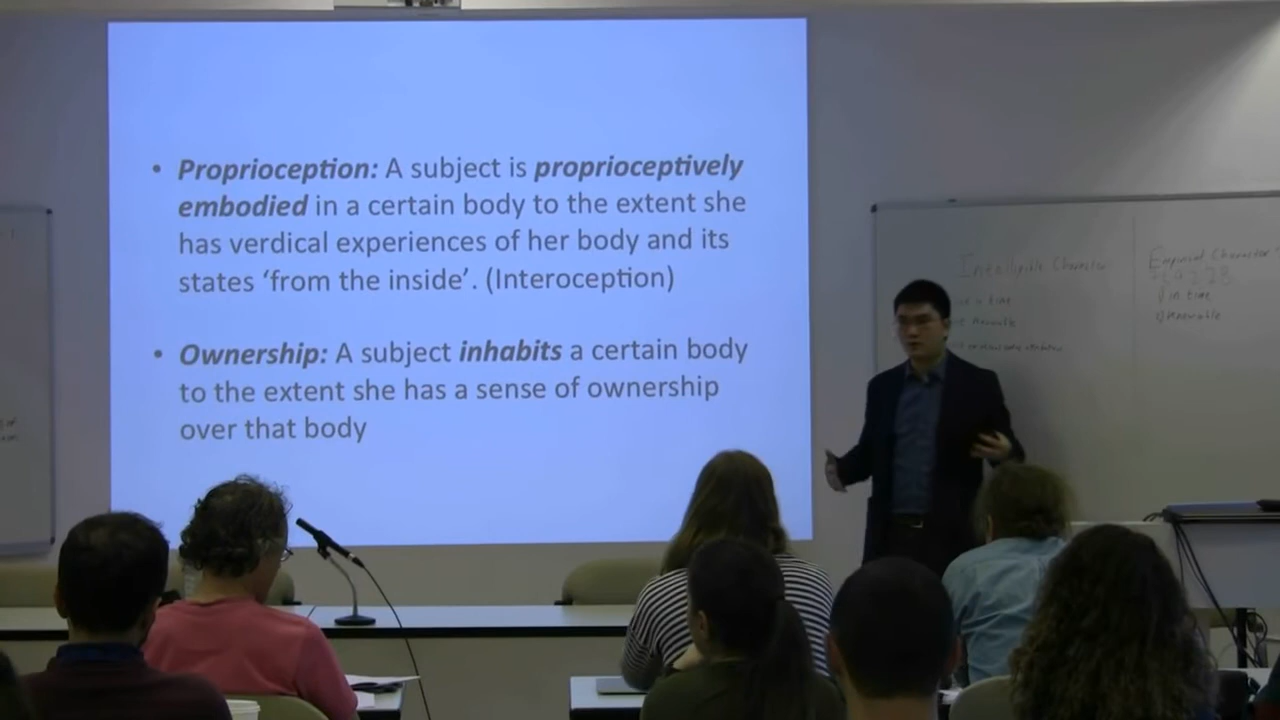 • Proprioception: A subject is proprioceptively
embodied in a certain body to the extent she
has verdical experiences of her body and its
states ‘from the inside’. (Interoception)
• Ownership: A subject inhabits a certain body
to the extent she has a sense of ownership
over that body
Intelligible Character
Empirical Character
in time